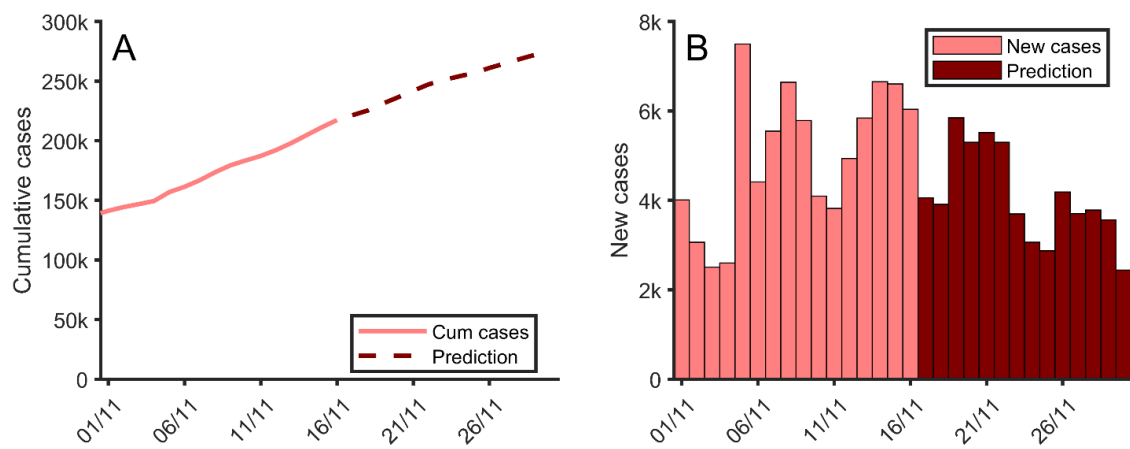 A
300k
250k
200k
150k
100k
50k
0
Cumulative cases
Cum cases
Prediction
01/11
06/11
11/11
16/11
21/11
26/11
B
8k
6k
4k
2k
0
New cases
New cases
Prediction
01/11
06/11
11/11
16/11
21/11
26/11